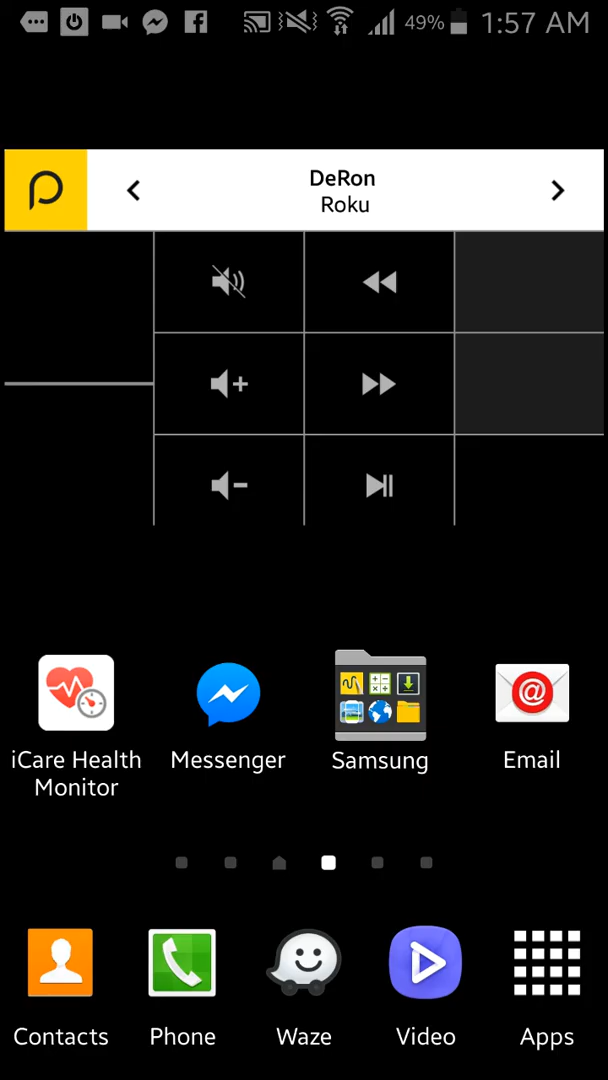 49% 1:57 AM
DeRon
Roku
iCare Health
Monitor
Messenger
Samsung
Email
Contacts
Phone
Waze
Video
Apps